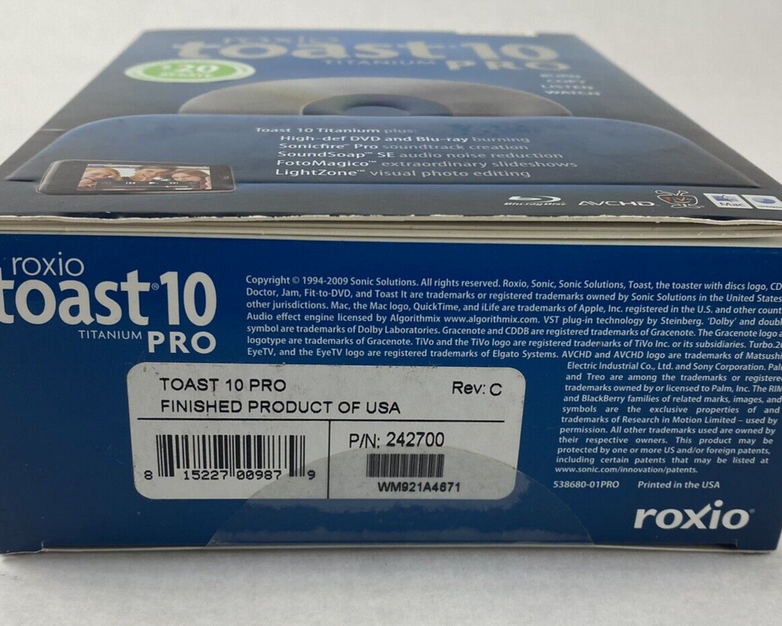 roxio
toast 10
TITANIUM PRO
$20
BURN
COPY
LISTEN
WATCH
Toast 10 Titanium plus:
High-def DVD and Blu-ray burning
Sonicfire™ Pro soundtrack creation
SoundSoap™ SE audio noise reduction
FotoMagico™ extraordinary slideshows
LightZone™ visual photo editing
Blu-ray Disc AVCHD Mac
roxio
toast® 10
TITANIUM PRO
Copyright © 1994-2009 Sonic Solutions. All rights reserved. Roxio, Sonic, Sonic Solutions, Toast, the toaster with discs logo, CD
Doctor, Jam, Fit-to-DVD, and Toast It are trademarks or registered trademarks owned by Sonic Solutions in the United States
other jurisdictions. Mac, the Mac logo, QuickTime, and iLife are trademarks of Apple, Inc. registered in the U.S. and other
Audio effect engine licensed by Algorithmix www.algorithmix.com. VST plug-in technology by Steinberg. 'Dolby' and
symbol are trademarks of Dolby Laboratories. Gracenote and CDDB are registered trademarks of Gracenote. The Gracenote logo
logotype are trademarks of Gracenote. TiVo and the TiVo logo are registered trademarks of TiVo Inc. or its subsidiaries.
EyeTV, and the EyeTV logo are registered trademarks of Elgato Systems. AVCHD and AVCHD logo are trademarks of
Electric Industrial Co., Ltd. and Sony Corporation.
and Treo are among the trademarks or
trademarks owned by or licensed to Palm, Inc. The
and BlackBerry families of related marks, images, and
symbols are the exclusive properties of and
trademarks of Research in Motion Limited – used by
permission. All other trademarks used are owned by
their respective owners. This product may be
protected by one or more US and/or foreign patents,
including certain patents that may be listed at
www.sonic.com/innovation/patents.
538680-01PRO Printed in the USA
roxio®
TOAST 10 PRO Rev: C
FINISHED PRODUCT OF USA
P/N: 242700
8 15227 00987 9
WM921A4671